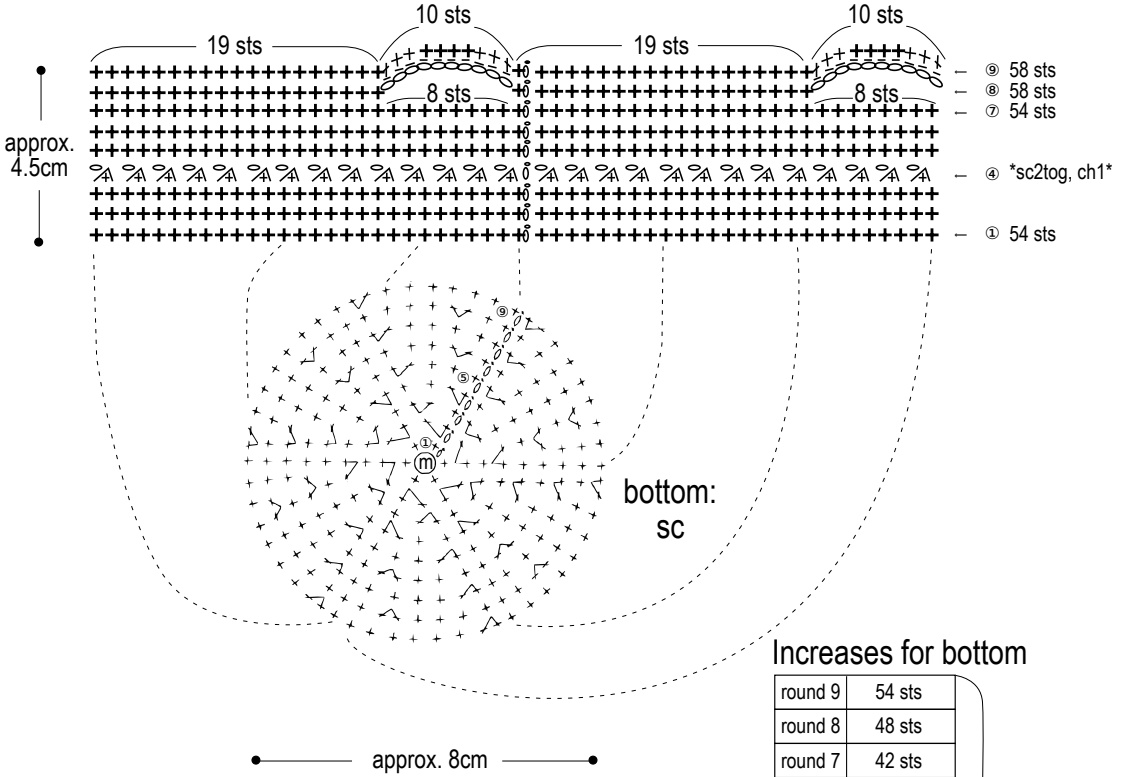 10 sts 10 sts
19 sts 19 sts
⑨ 58 sts
8 sts 8 sts ⑧ 58 sts
⑦ 54 sts
approx.
4.5cm
④ *sc2tog, ch1*
① 54 sts
⑨
⑤
①
m
bottom:
sc
Increases for bottom
round 9 54 sts
round 8 48 sts
round 7 42 sts
approx. 8cm